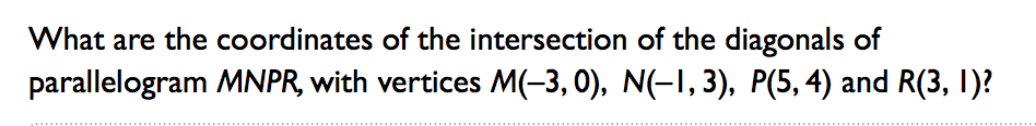 What are the coordinates of the intersection of the diagonals of
parallelogram MNPR, with vertices M(–3, 0), N(–1, 3), P(5, 4) and R(3, 1)?